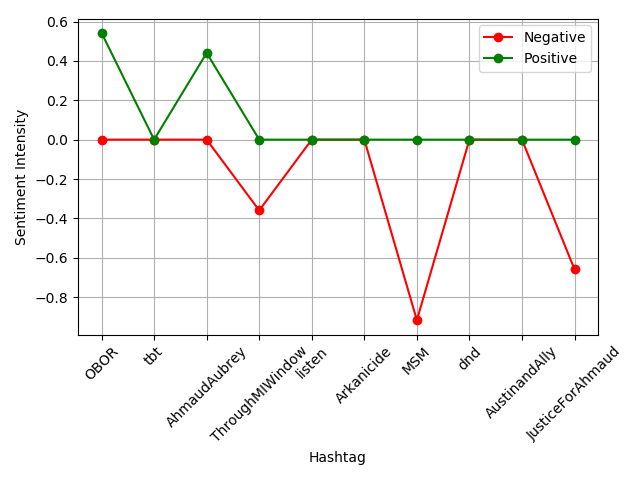 Negative
Positive
0.6
0.4
0.2
0.0
−0.2
−0.4
−0.6
−0.8
Sentiment Intensity
OBOR
tbt
AhmaudAubrey
ThroughMIWindow
listen
Arkanicide
MSM
dnd
AustinandAlly
JusticeForAhmaud
Hashtag